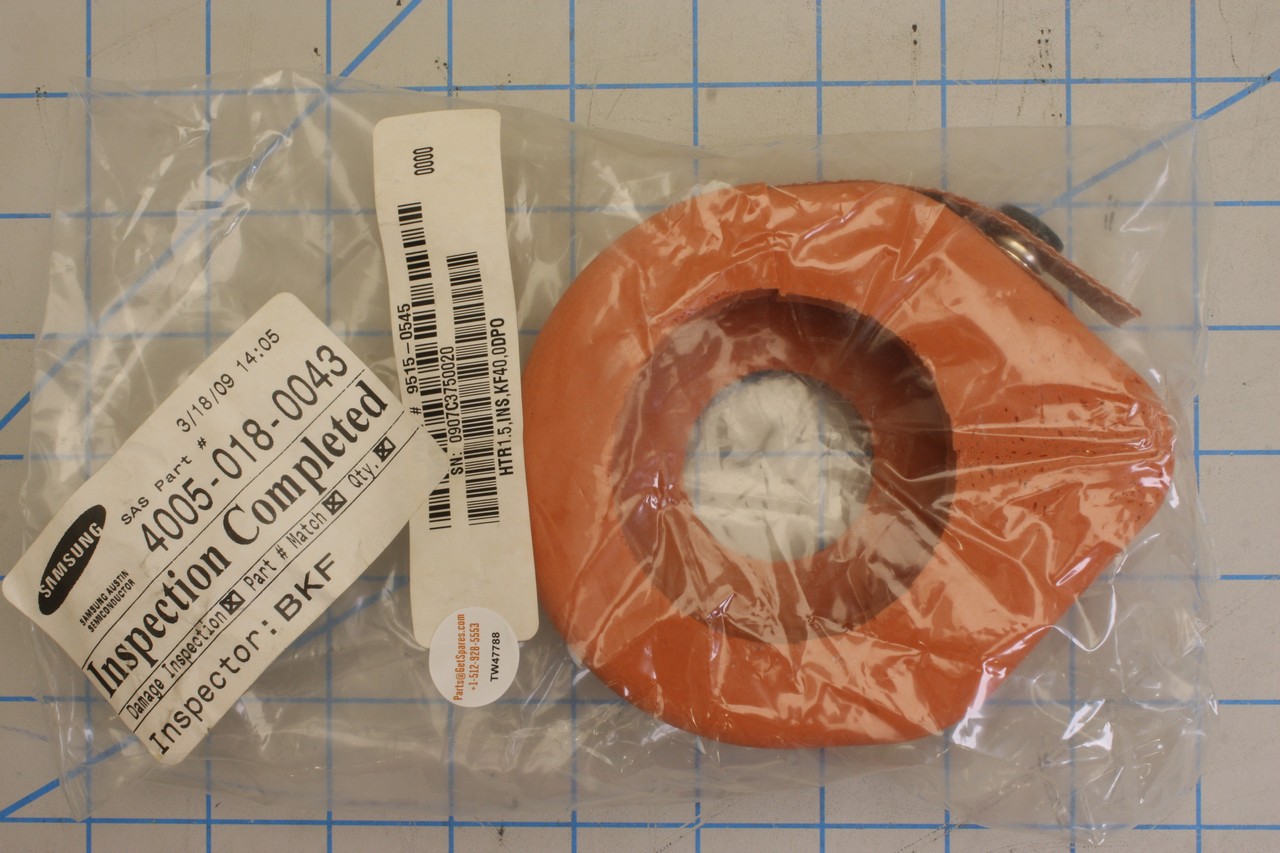 SAMSUNG
SAMSUNG AUSTIN
SEMICONDUCTOR
3/18/09 14:05
SAS Part #
4005-018-0043
Inspection Completed
Damage Inspection Part # Match Qty.
Inspector: BKF
0000
# 9515-0545
SN: 0907C3750020
HTR1.5,INS,KF40,0DP0
Parts@GetSpares.com
+1-512-928-5553
TW47788